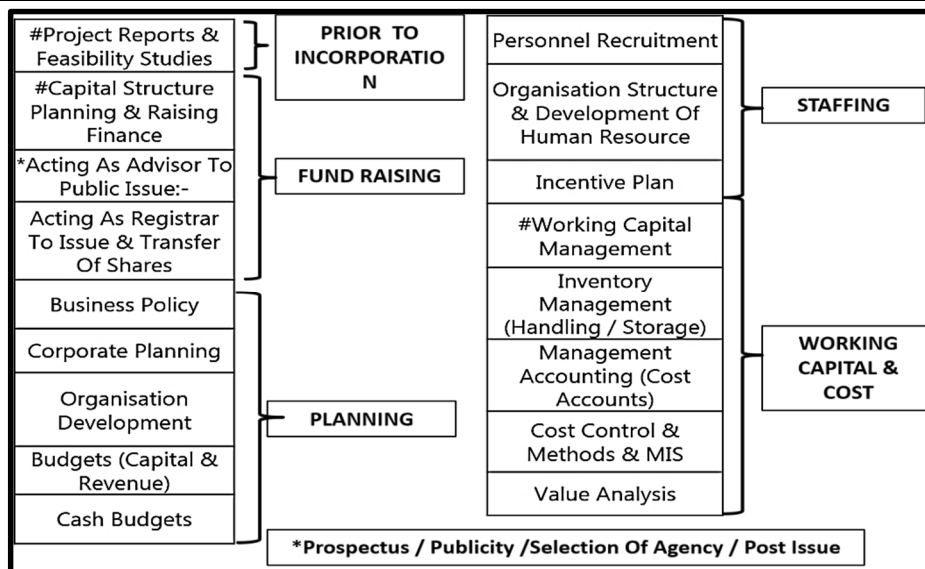 #Project Reports &
Feasibility Studies
#Capital Structure
Planning & Raising
Finance
*Acting As Advisor To
Public Issue:-
Acting As Registrar
To Issue & Transfer
Of Shares
Business Policy
Corporate Planning
Organisation
Development
Budgets (Capital &
Revenue)
Cash Budgets
PRIOR TO
INCORPORATIO
N
FUND RAISING
PLANNING
Personnel Recruitment
Organisation Structure
& Development Of
Human Resource
Incentive Plan
#Working Capital
Management
Inventory
Management
(Handling / Storage)
Management
Accounting (Cost
Accounts)
Cost Control &
Methods & MIS
Value Analysis
STAFFING
WORKING
CAPITAL &
COST
*Prospectus / Publicity /Selection Of Agency / Post Issue